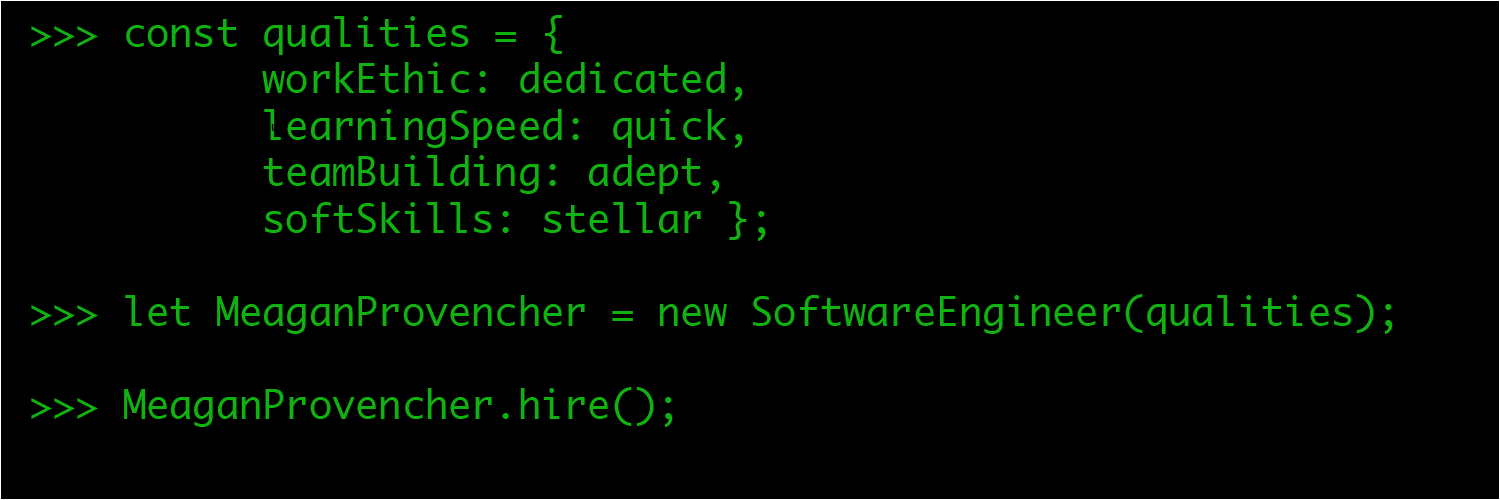 >>> const qualities = {
workEthic: dedicated,
learningSpeed: quick,
teamBuilding: adept,
softSkills: stellar };
>>> let MeaganProvencher = new SoftwareEngineer(qualities);
>>> MeaganProvencher.hire();